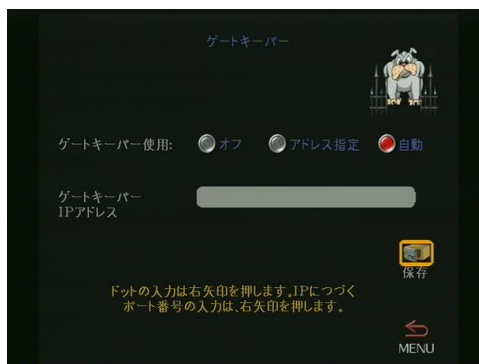 ゲートキーパー
ゲートキーパー使用: オフ アドレス指定 自動
ゲートキーパー
IPアドレス
保存
ドットの入力は右矢印を押します。IPにつづく
ポート番号の入力は、右矢印を押します。
MENU